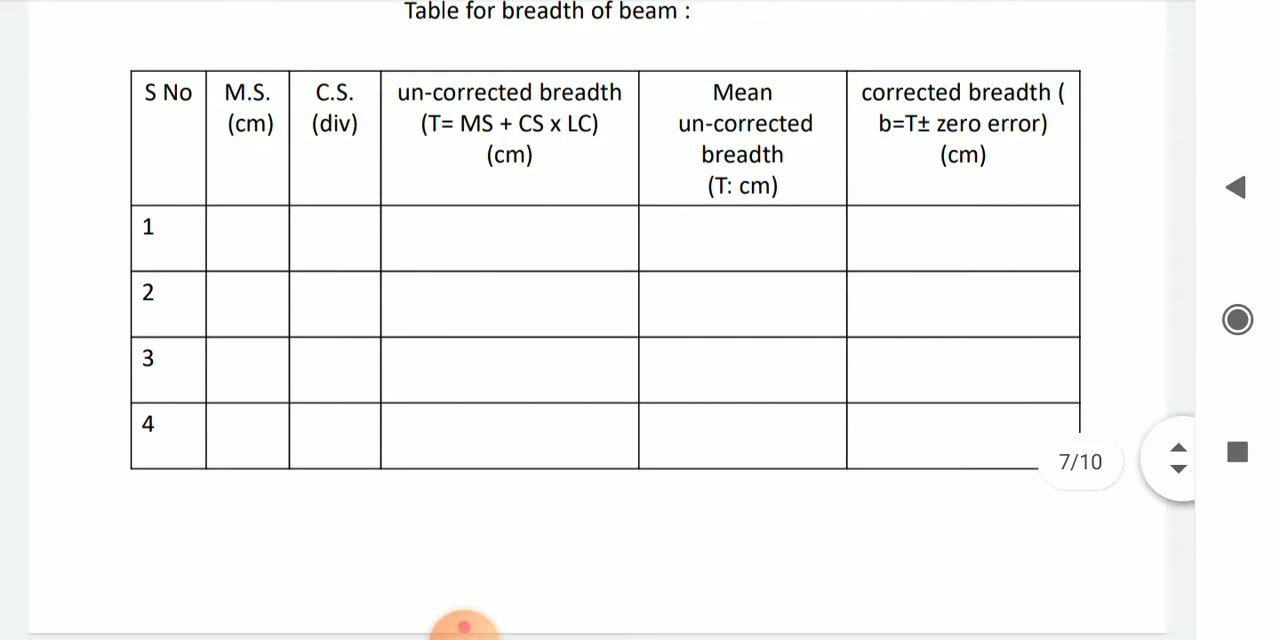 Table for breadth of beam :
S No M.S. C.S. un-corrected breadth Mean corrected breadth (
(cm) (div) (T= MS + CS x LC) un-corrected b=T± zero error)
(cm) breadth (cm)
(T: cm)
1
2
3
4
7/10